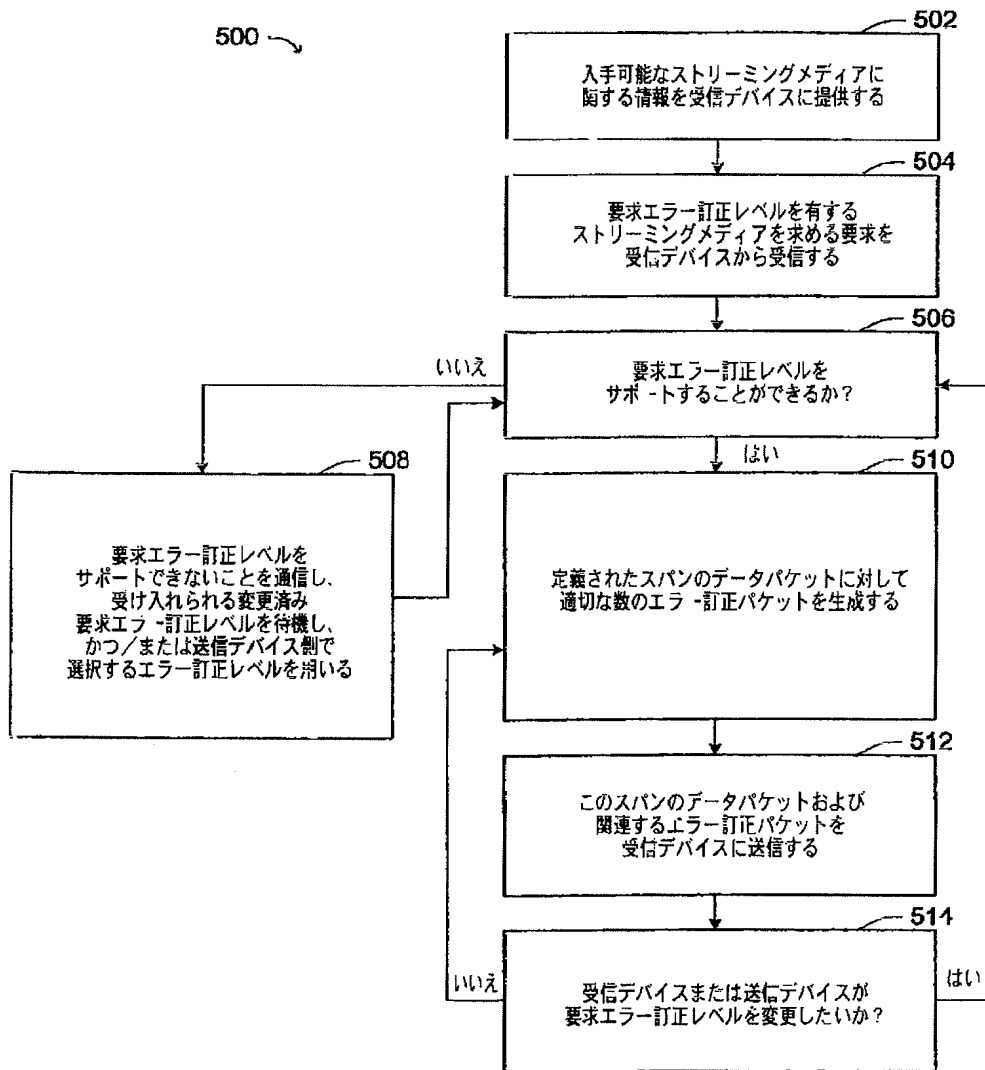 500
502
入手可能なストリーミングメディアに
関する情報を受信デバイスに提供する
504
要求エラー訂正レベルを有する
ストリーミングメディアを求める要求を
受信デバイスから受信する
506
要求エラー訂正レベルを
サポートすることができるか？
いいえ
はい
508
要求エラー訂正レベルを
サポートできないことを通信し、
受け入れられる変更済み
要求エラー訂正レベルを待機し、
かつ／または送信デバイス側で
選択するエラー訂正レベルを用いる
510
定義されたスパンのデータパケットに対して
適切な数のエラー訂正パケットを生成する
512
このスパンのデータパケットおよび
関連するエラー訂正パケットを
受信デバイスに送信する
514
受信デバイスまたは送信デバイスが
要求エラー訂正レベルを変更したいか？
いいえ
はい